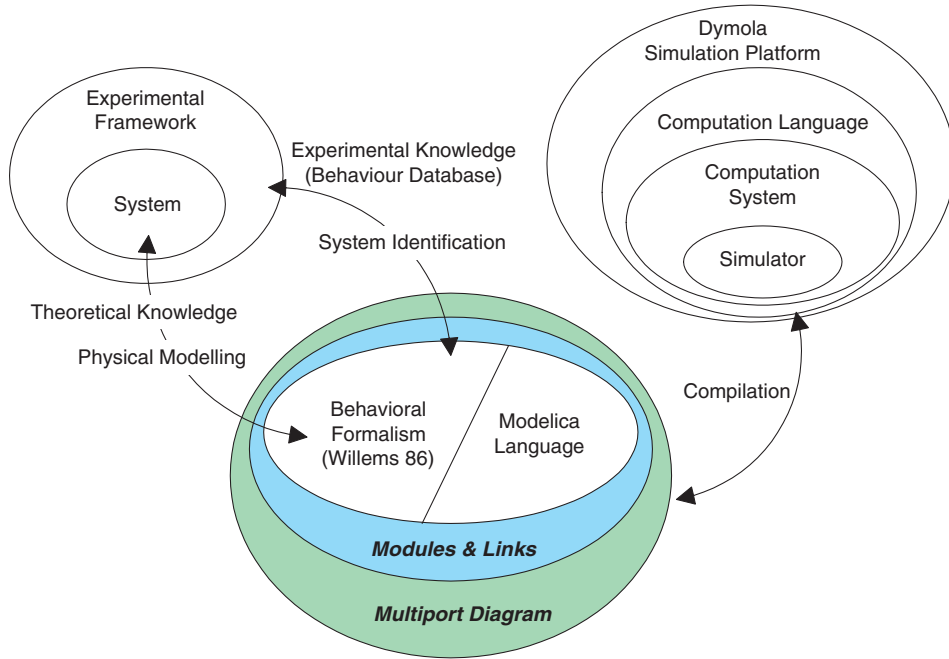 Dymola
Simulation Platform
Experimental
Framework
System
Experimental Knowledge
(Behaviour Database)
System Identification
Computation Language
Computation
System
Simulator
Theoretical Knowledge
Physical Modelling
Compilation
Behavioral
Formalism
(Willems 86)
Modelica
Language
Modules & Links
Multiport Diagram